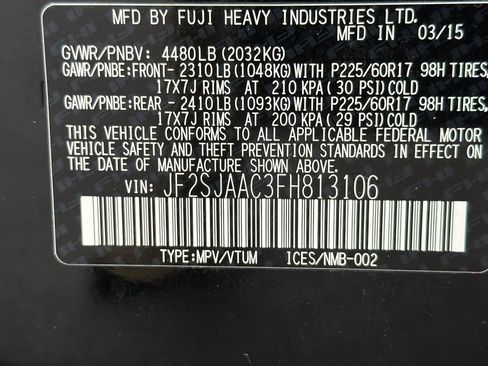 MFD BY FUJI HEAVY INDUSTRIES LTD.
MFD IN 03/15
GVWR/PNBV: 4480LB (2032KG)
GAWR/PNBE:FRONT- 2310LB (1048KG)WITH P225/60R17 98H TIRES,
17X7J RIMS AT 210 KPA ( 30 PSI)COLD
GAWR/PNBE:REAR - 2410LB (1093KG)WITH P225/60R17 98H TIRES,
17X7J RIMS AT 200 KPA ( 29 PSI)COLD
THIS VEHICLE CONFORMS TO ALL APPLICABLE FEDERAL MOTOR
VEHICLE SAFETY AND THEFT PREVENTION STANDARDS IN EFFECT ON
THE DATE OF MANUFACTURE SHOWN ABOVE.
VIN: JF2SJAAC3FH813106
TYPE:MPV/VTUM ICES/NMB-002